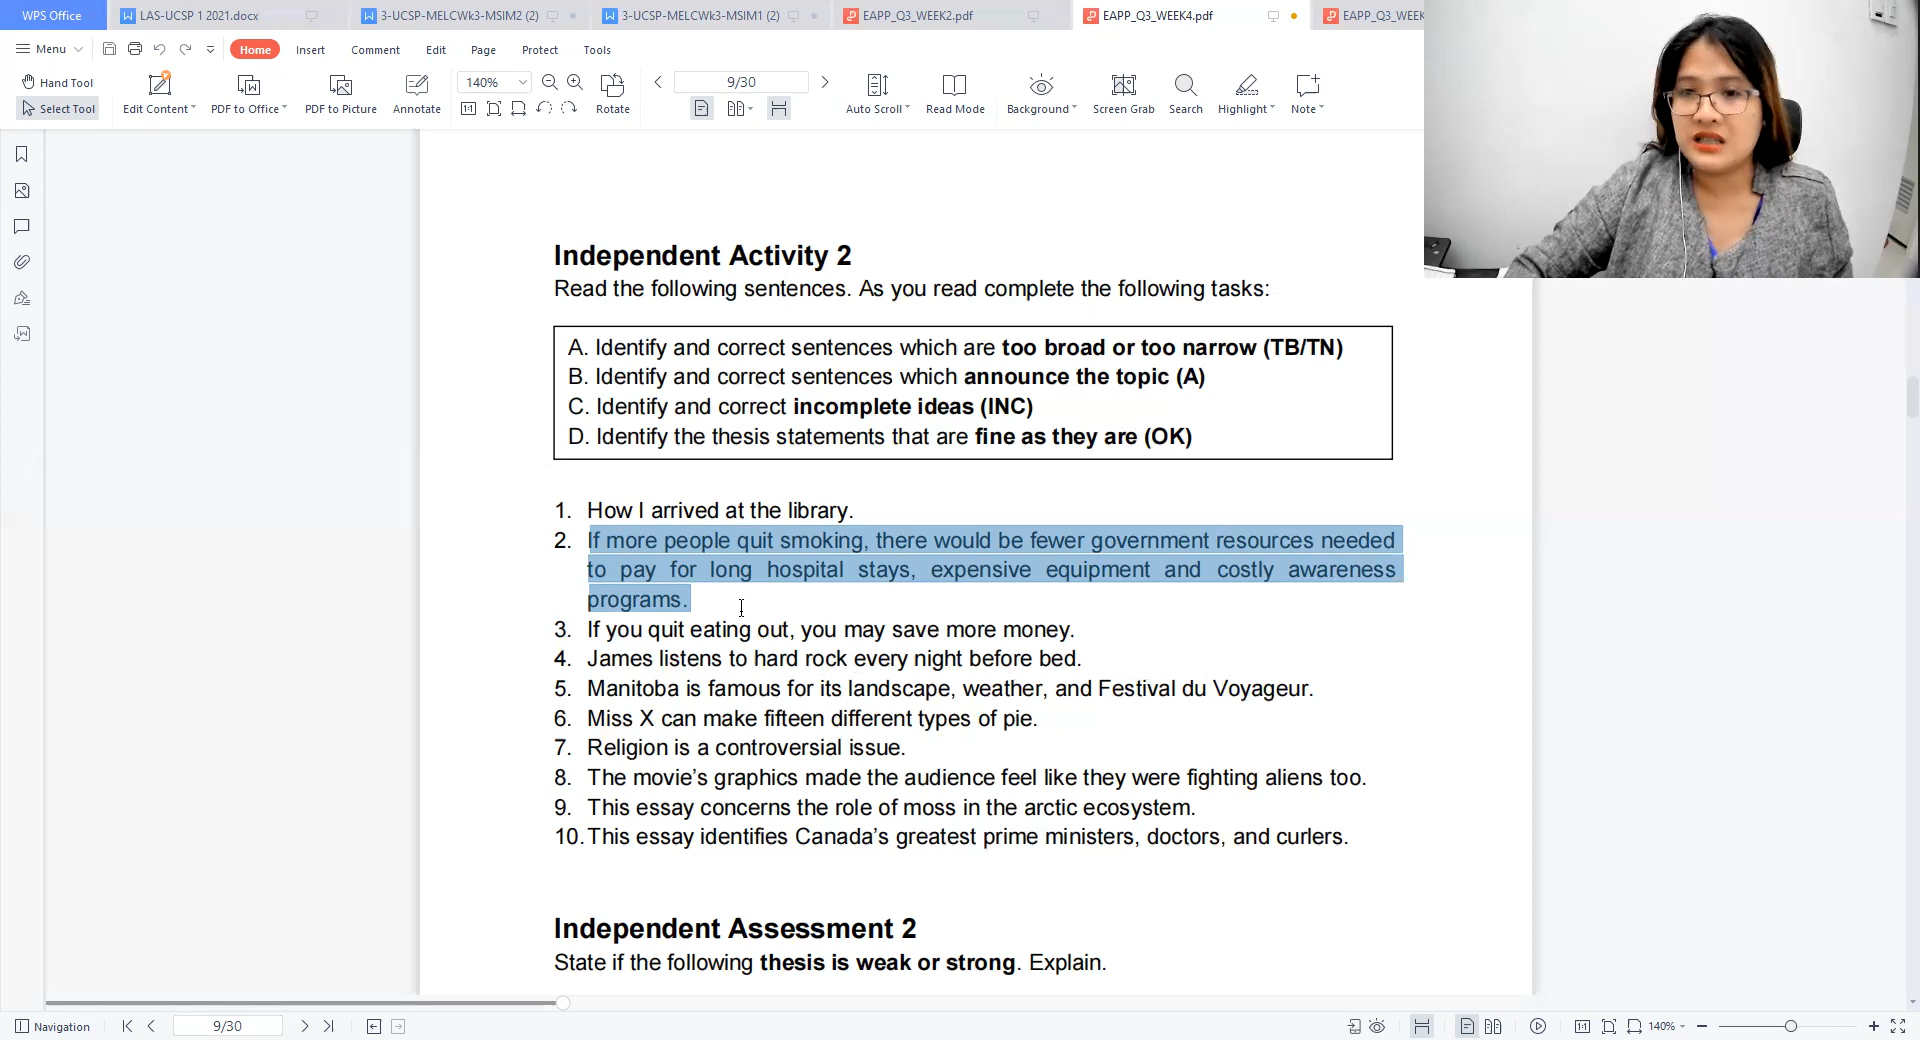 WPS Office LAS-UCSP 1 2021.docx 3-UCSP-MELCWk3-MSIM2 (2) 3-UCSP-MELCWk3-MSIM1 (2) EAPP_Q3_WEEK2.pdf EAPP_Q3_WEEK4.pdf EAPP_Q3_WEEK
Menu Home Insert Comment Edit Page Protect Tools
Hand Tool
Select Tool
Edit Content PDF to Office PDF to Picture Annotate
140%
Rotate
9/30
Auto Scroll Read Mode Background Screen Grab Search Highlight Note
Independent Activity 2
Read the following sentences. As you read complete the following tasks:
A. Identify and correct sentences which are too broad or too narrow (TB/TN)
B. Identify and correct sentences which announce the topic (A)
C. Identify and correct incomplete ideas (INC)
D. Identify the thesis statements that are fine as they are (OK)
1. How I arrived at the library.
2. If more people quit smoking, there would be fewer government resources needed
to pay for long hospital stays, expensive equipment and costly awareness
programs.
3. If you quit eating out, you may save more money.
4. James listens to hard rock every night before bed.
5. Manitoba is famous for its landscape, weather, and Festival du Voyageur.
6. Miss X can make fifteen different types of pie.
7. Religion is a controversial issue.
8. The movie's graphics made the audience feel like they were fighting aliens too.
9. This essay concerns the role of moss in the arctic ecosystem.
10. This essay identifies Canada's greatest prime ministers, doctors, and curlers.
Independent Assessment 2
State if the following thesis is weak or strong. Explain.
Navigation 9/30 140%